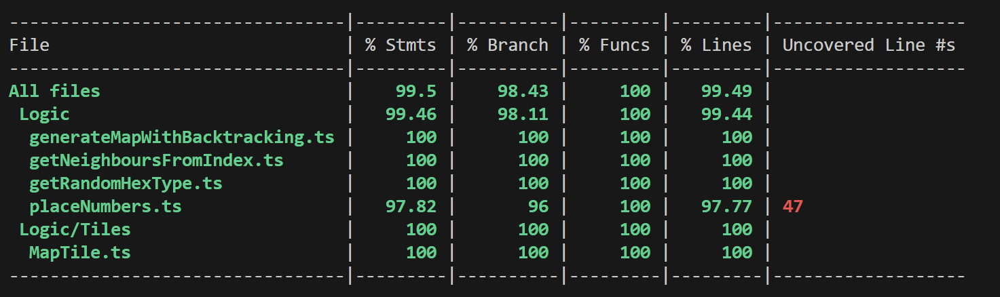 ---------------------------------|---------|----------|---------|---------|-------------------
File                             | % Stmts | % Branch | % Funcs | % Lines | Uncovered Line #s
---------------------------------|---------|----------|---------|---------|-------------------
All files                        |    99.5 |    98.43 |     100 |   99.49 |
 Logic                           |   99.46 |    98.11 |     100 |   99.44 |
  generateMapWithBacktracking.ts |     100 |      100 |     100 |     100 |
  getNeighboursFromIndex.ts      |     100 |      100 |     100 |     100 |
  getRandomHexType.ts            |     100 |      100 |     100 |     100 |
  placeNumbers.ts                |   97.82 |       96 |     100 |   97.77 | 47
 Logic/Tiles                     |     100 |      100 |     100 |     100 |
  MapTile.ts                     |     100 |      100 |     100 |     100 |
---------------------------------|---------|----------|---------|---------|-------------------